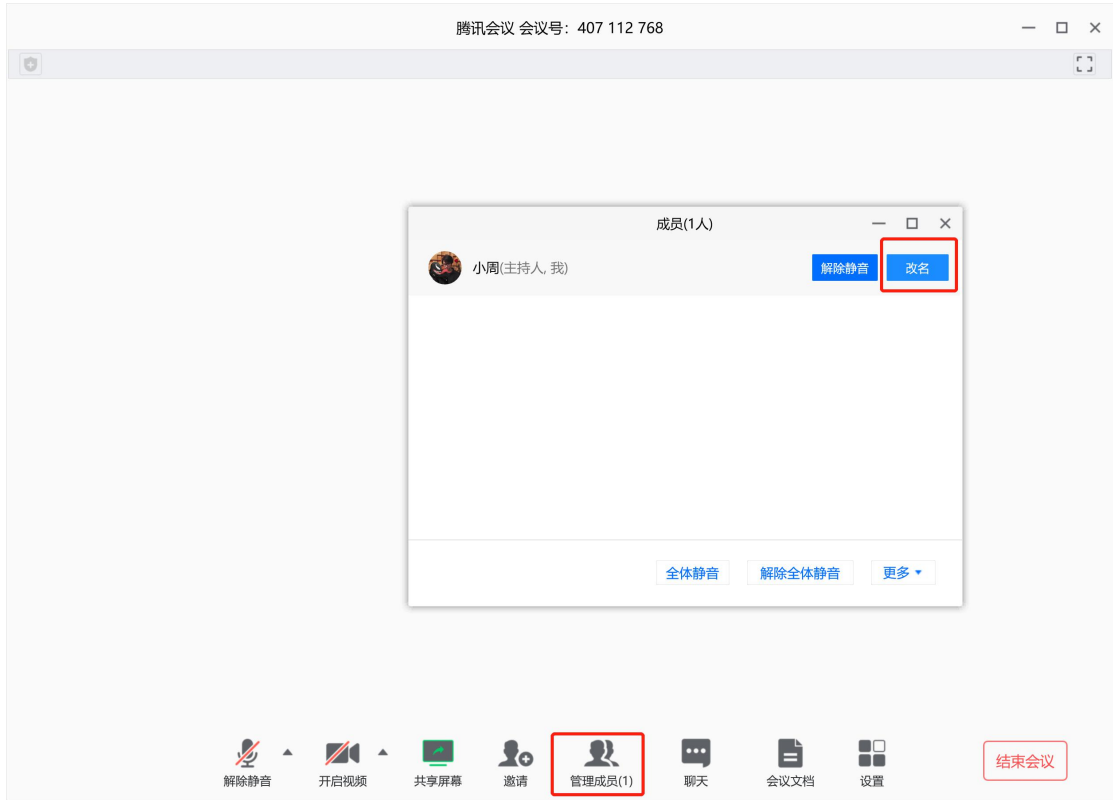 腾讯会议 会议号：407 112 768
成员(1人)
小周(主持人, 我)
解除静音
改名
全体静音
解除全体静音
更多
解除静音
开启视频
共享屏幕
邀请
管理成员(1)
聊天
会议文档
设置
结束会议